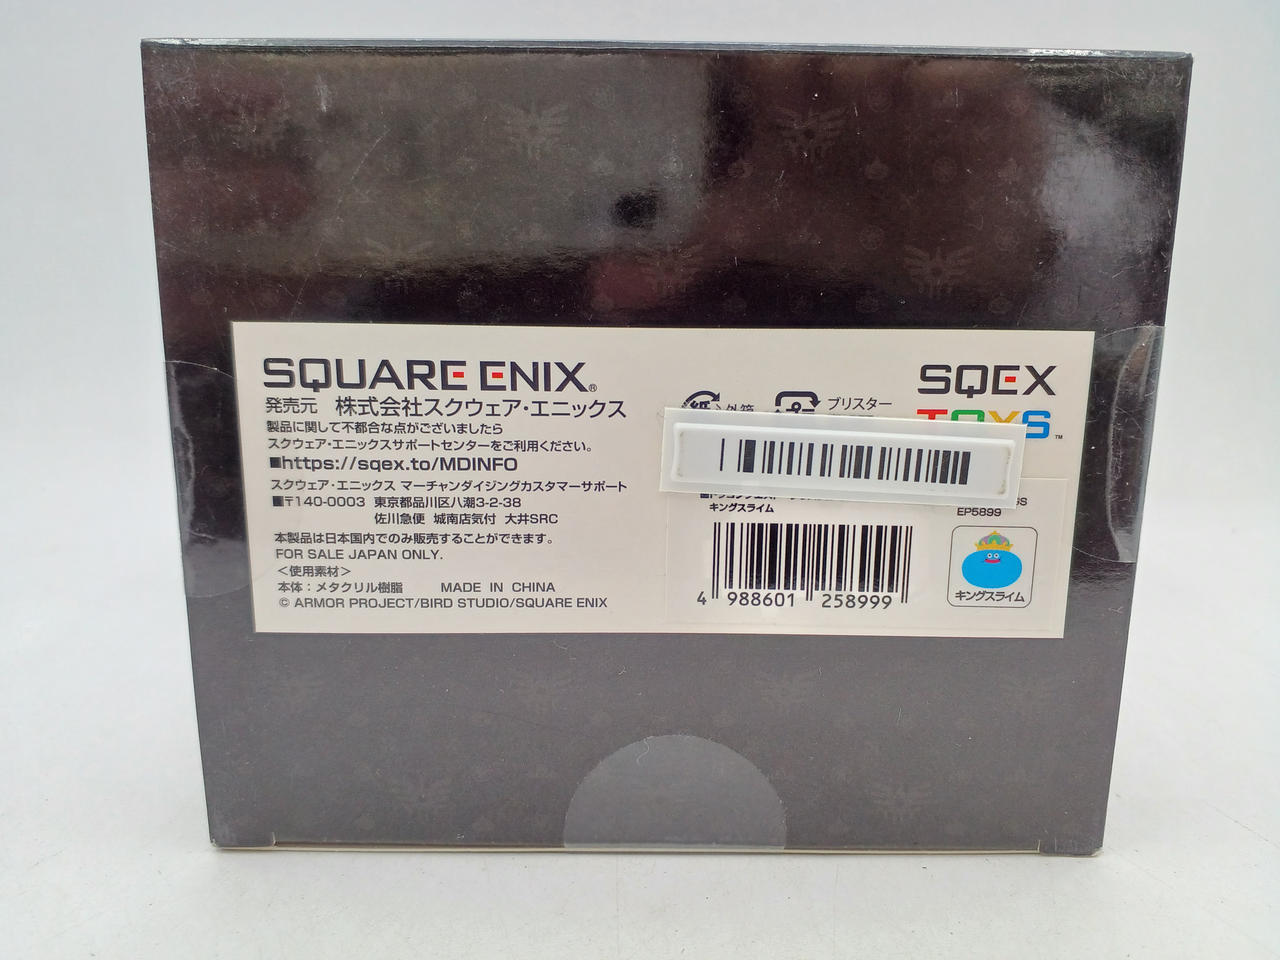 SQUARE ENIX®
発売元 株式会社スクウェア・エニックス
製品に関して不都合な点がございましたら
スクウェア・エニックスサポートセンターをご利用ください。
■https://sqex.to/MDINFO
スクウェア・エニックス マーチャンダイジングカスタマーサポート
■〒140-0003 東京都品川区八潮3-2-38
佐川急便 城南店気付 大井SRC
本製品は日本国内でのみ販売することができます。
FOR SALE JAPAN ONLY.
<使用素材>
本体:メタクリル樹脂 MADE IN CHINA
© ARMOR PROJECT/BIRD STUDIO/SQUARE ENIX
紙 外箱
プラ ブリスター
SQEX
TOYS™
キングスライム
EP5899
4 988601 258999
キングスライム